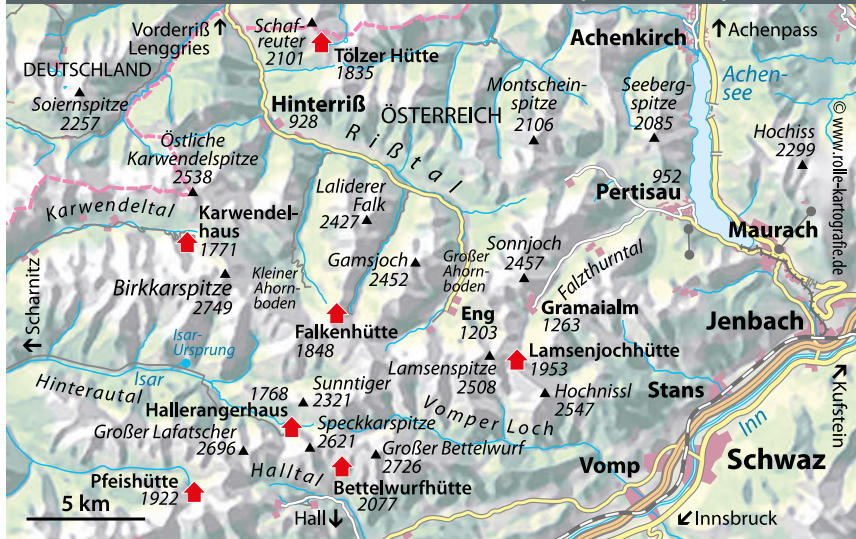 Vorderriß ↑
Lenggries
Schaf-
reuter
2101
Tölzer Hütte
1835
Achenkirch
↑ Achenpass
DEUTSCHLAND
Soiernspitze
2257
Hinterriß
928
ÖSTERREICH
Montschein-
spitze
2106
Seeberg-
spitze
2085
Achen-
see
Hochiss
2299
© www.rolle-kartografie.de
Östliche
Karwendelspitze
2538
Rißtal
Laliderer
Falk
2427
952
Pertisau
Karwendeltal
Karwendel-
haus
1771
Maurach
Birkkarspitze
2749
Kleiner
Ahorn-
boden
Gamsjoch
2452
Großer
Ahorn-
boden
Sonnjoch
2457
Falzthurntal
← Scharnitz
Isar-
Ursprung
Falkenhütte
1848
Eng
1203
Gramaialm
1263
Jenbach
Lamsenjochhütte
1953
Lamsenspitze
2508
Hinterautal
Isar
1768
Hallerangerhaus
Sunntiger
2321
Hochnissl
2547
Stans
Kufstein
Großer Lafatscher
2696
Speckkarspitze
2621
Vomper Loch
Inn
Halltal
Großer Bettelwurf
2726
Vomp
Schwaz
Pfeishütte
1922
Bettelwurfhütte
2077
5 km
Hall ↓
↙ Innsbruck